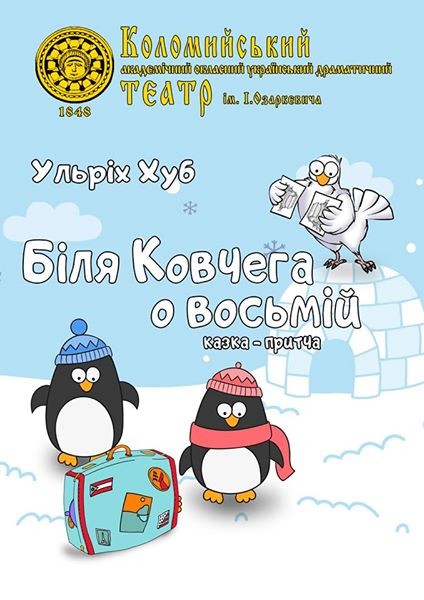 Коломийський
академічний обласний український драматичний
ТЕАТР ім. І.Озаркевича
1848
Ульріх Хуб
Біля Ковчега
о восьмій
казка - притча